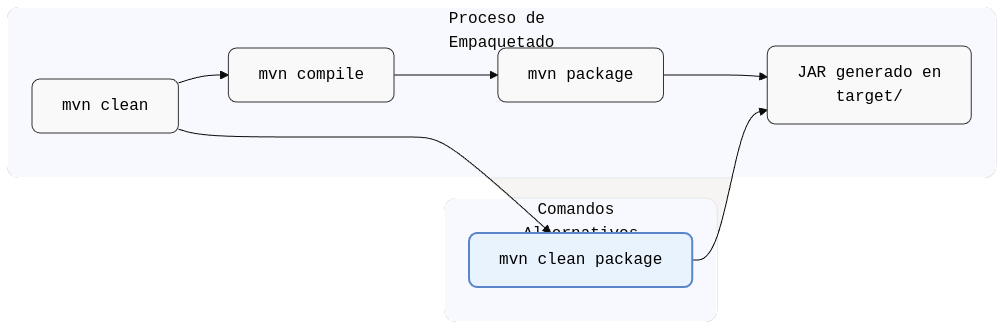 Proceso de
Empaquetado
mvn clean
mvn compile
mvn package
JAR generado en
target/
Comandos
Alternativos
mvn clean package